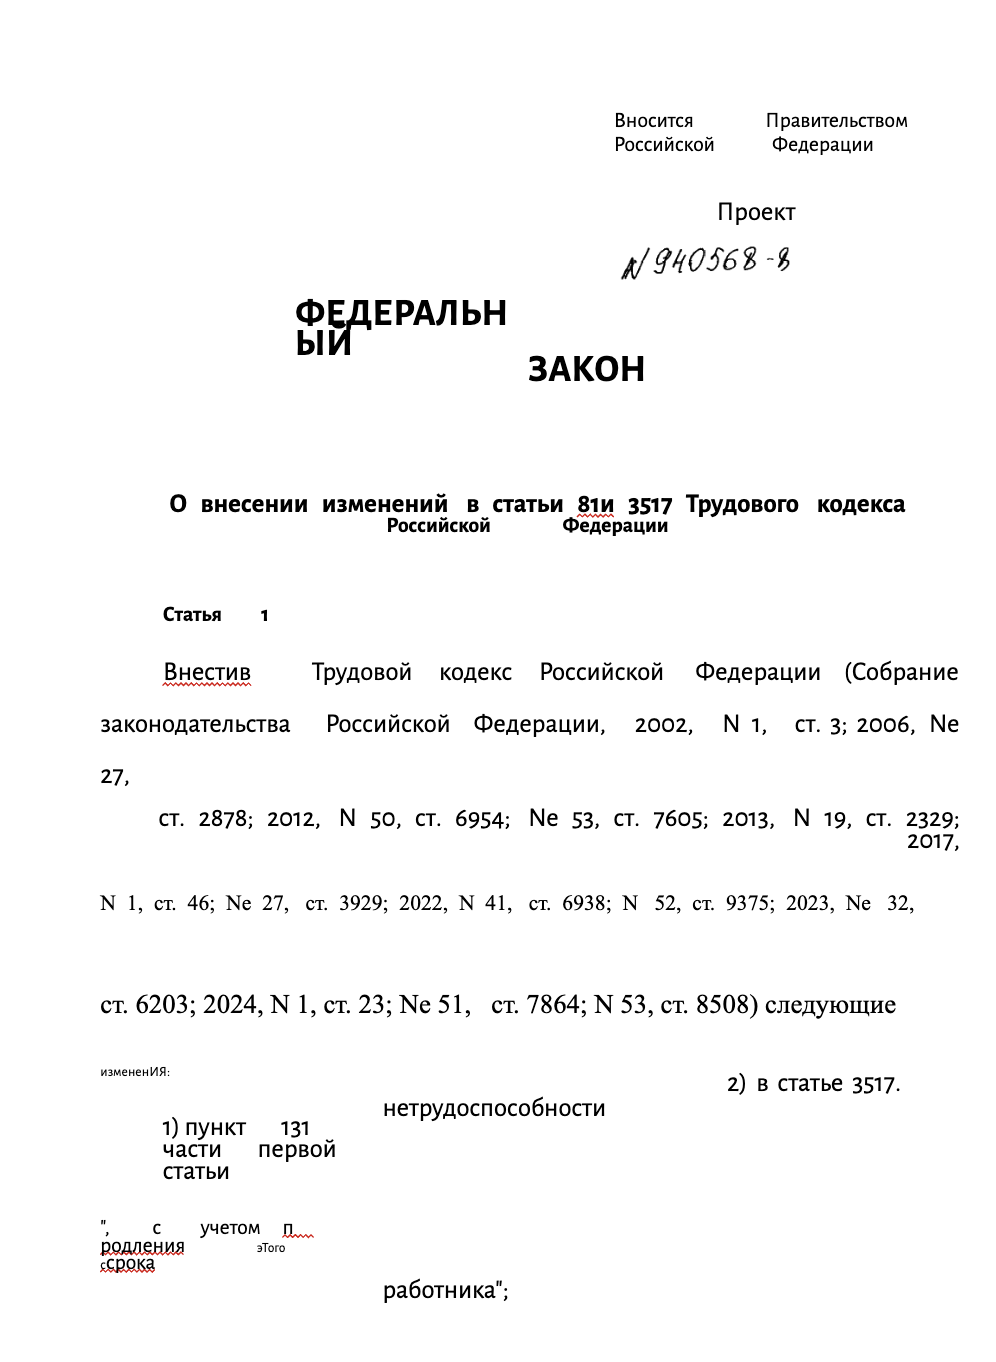 Вносится Правительством
Российской Федерации
Проект
N 940568-8
ФЕДЕРАЛЬН
ЫЙ
ЗАКОН
О внесении изменений в статьи 81и 3517 Трудового кодекса
Российской Федерации
Статья 1
Внестив Трудовой кодекс Российской Федерации (Собрание
законодательства Российской Федерации, 2002, N 1, ст. 3; 2006, Ne
27,
ст. 2878; 2012, N 50, ст. 6954; Ne 53, ст. 7605; 2013, N 19, ст. 2329;
2017,
N 1, ст. 46; Ne 27, ст. 3929; 2022, N 41, ст. 6938; N 52, ст. 9375; 2023, Ne 32,
ст. 6203; 2024, N 1, ст. 23; Ne 51, ст. 7864; N 53, ст. 8508) следующие
измененИЯ:
2) в статье 3517.
нетрудоспособности
1) пункт 131
части первой
статьи
", с учетом п
родления эТого
ссрока
работника";